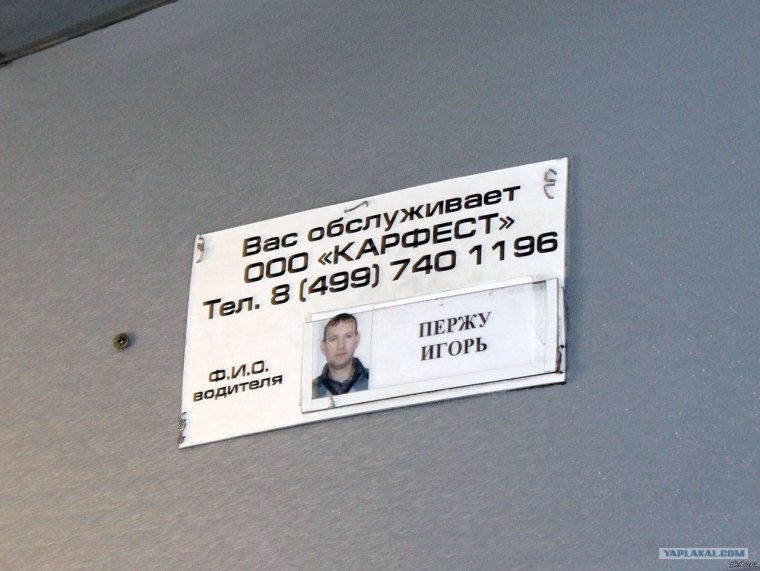 Вас обслуживает
ООО «КАРФЕСТ»
Тел. 8 (499) 740 1196
Ф.И.О.
водителя
ПЕРЖУ
ИГОРЬ
YAPLAKAL.COM